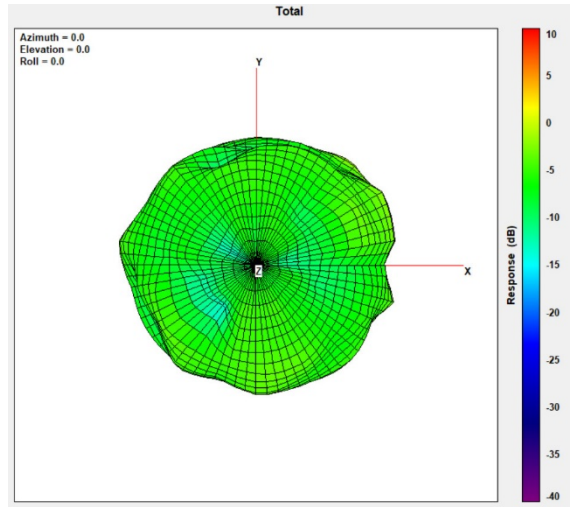 Total
Azimuth = 0.0
Elevation = 0.0
Roll = 0.0
Y
Z
X
10
5
0
-5
-10
-15
-20
-25
-30
-35
-40
Response (dB)